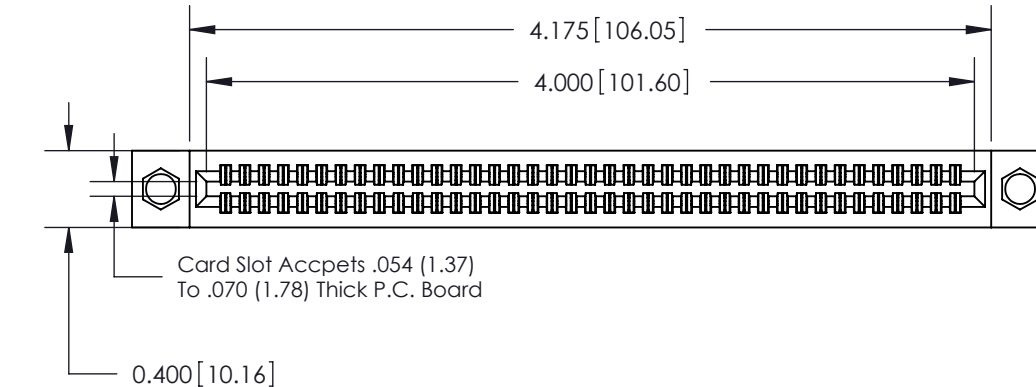 4.175[106.05]
4.000[101.60]
Card Slot Accpets .054 (1.37)
To .070 (1.78) Thick P.C. Board
0.400[10.16]